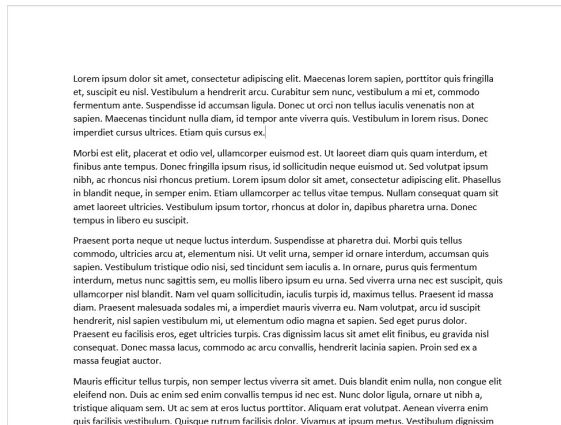 Lorem ipsum dolor sit amet, consectetur adipiscing elit. Maecenas lorem sapien, porttitor quis fringilla
et, suscipit eu nisl. Vestibulum a hendrerit arcu. Curabitur sem nunc, vestibulum a mi et, commodo
fermentum ante. Suspendisse id accumsan ligula. Donec ut orci non tellus iaculis venenatis non at
sapien. Maecenas tincidunt nulla diam, id tempor ante viverra quis. Vestibulum in lorem risus. Donec
imperdiet cursus ultrices. Etiam quis cursus ex.
Morbi est elit, placerat et odio vel, ullamcorper euismod est. Ut laoreet diam quis quam interdum, et
finibus ante tempus. Donec fringilla ipsum risus, id sollicitudin neque euismod ut. Sed volutpat ipsum
nibh, ac rhoncus nisi rhoncus pretium. Lorem ipsum dolor sit amet, consectetur adipiscing elit. Phasellus
in blandit neque, in semper enim. Etiam ullamcorper ac tellus vitae tempus. Nullam consequat quam sit
amet laoreet ultricies. Vestibulum ipsum tortor, rhoncus at dolor in, dapibus pharetra urna. Donec
tempus in libero eu suscipit.
Praesent porta neque ut neque luctus interdum. Suspendisse at pharetra dui. Morbi quis tellus
commodo, ultricies arcu at, elementum nisi. Ut velit urna, semper id ornare interdum, accumsan quis
sapien. Vestibulum tristique odio nisi, sed tincidunt sem iaculis a. In ornare, purus quis fermentum
interdum, metus nunc sagittis sem, eu mollis libero ipsum eu urna. Sed viverra urna nec est suscipit, quis
ullamcorper nisl blandit. Nam vel quam sollicitudin, iaculis turpis id, maximus tellus. Praesent id massa
diam. Praesent malesuada sodales mi, a imperdiet mauris viverra eu. Nam volutpat, arcu id suscipit
hendrerit, nisl sapien vestibulum mi, ut elementum odio magna et sapien. Sed eget purus dolor.
Praesent eu facilisis eros, eget ultricies turpis. Cras dignissim lacus sit amet elit finibus, eu gravida nisl
consequat. Donec massa lacus, commodo ac arcu convallis, hendrerit lacinia sapien. Proin sed ex a
massa feugiat auctor.
Mauris efficitur tellus turpis, non semper lectus viverra sit amet. Duis blandit enim nulla, non congue elit
eleifend non. Duis ac enim sed enim convallis tempus id nec est. Nunc dolor ligula, ornare ut nibh a,
tristique aliquam sem. Ut ac sem at eros luctus porttitor. Aliquam erat volutpat. Aenean viverra enim
quis facilisis vestibulum. Quisque rutrum facilisis dolor. Vivamus at ipsum metus. Vestibulum dignissim